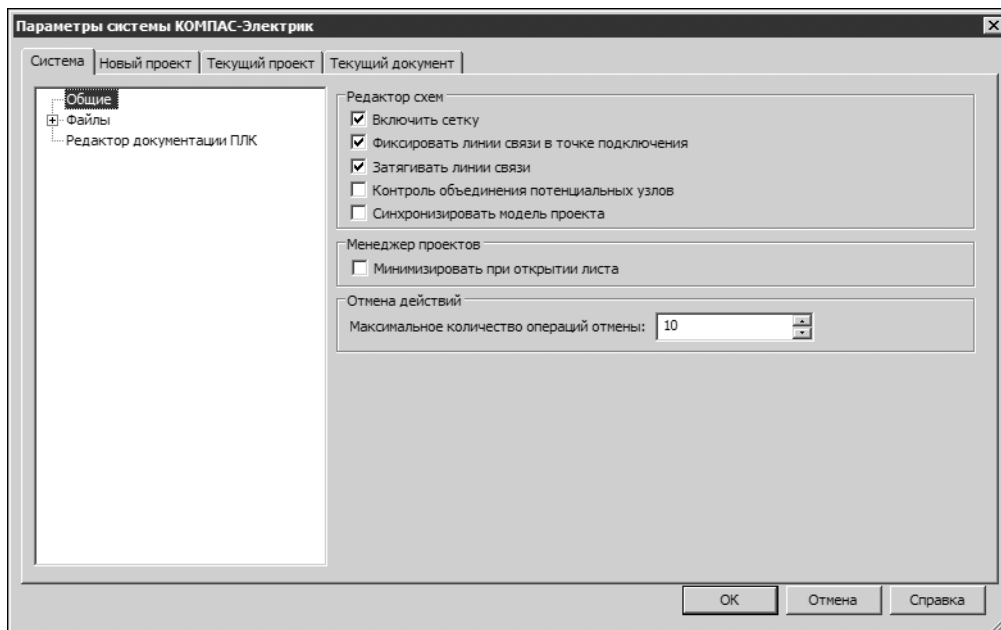 Параметры системы КОМПАС-Электрик
Система Новый проект Текущий проект Текущий документ
Общие
Файлы
Редактор документации ПЛК
Редактор схем
Включить сетку
Фиксировать линии связи в точке подключения
Затягивать линии связи
Контроль объединения потенциальных узлов
Синхронизировать модель проекта
Менеджер проектов
Минимизировать при открытии листа
Отмена действий
Максимальное количество операций отмены: 10
ОК Отмена Справка